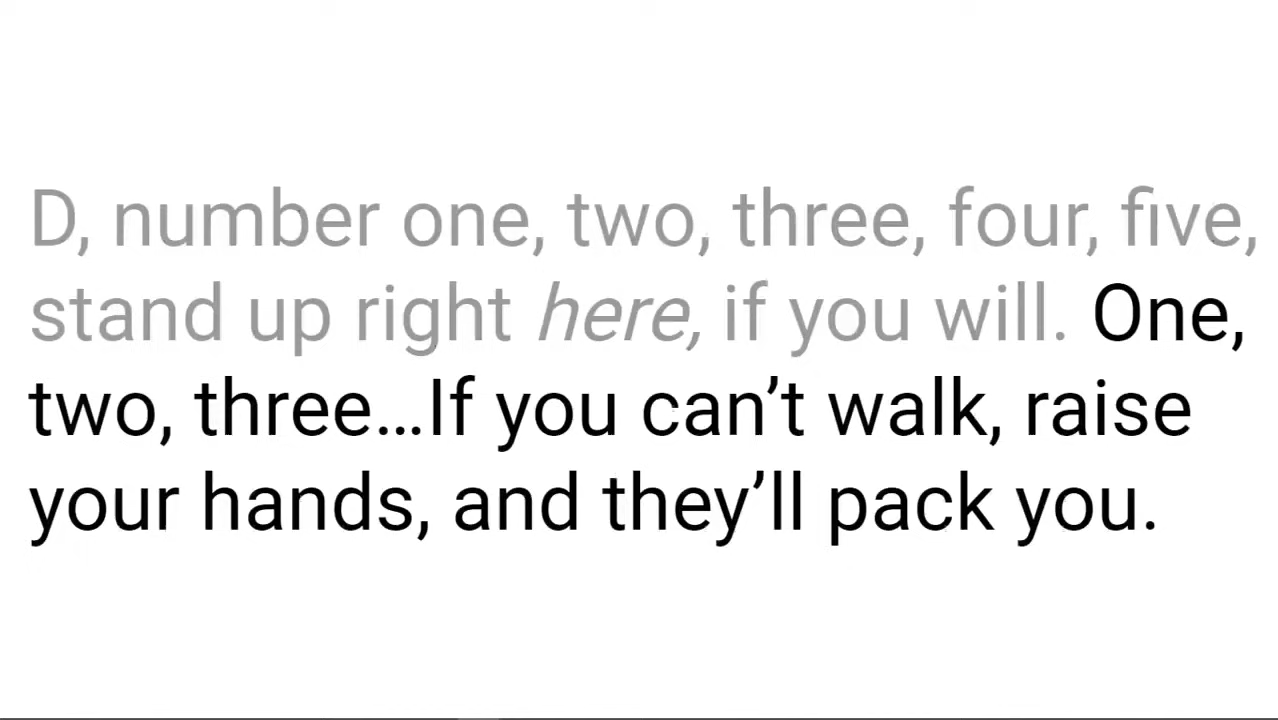 D, number one, two, three, four, five,
stand up right here, if you will. One,
two, three…If you can’t walk, raise
your hands, and they’ll pack you.